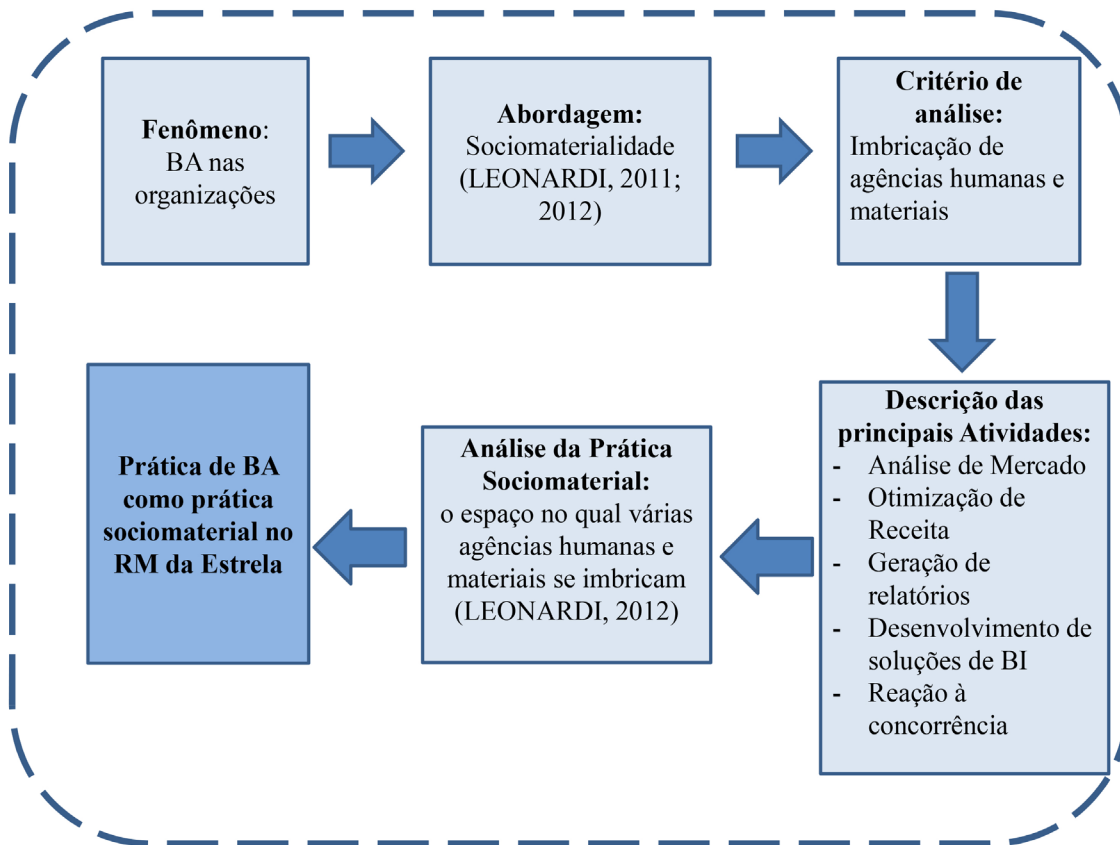 Fenômeno:
BA nas
organizações
Abordagem:
Sociomaterialidade
(LEONARDI, 2011;
2012)
Critério de
análise:
Imbricação de
agências humanas e
materiais
Descrição das
principais Atividades:
- Análise de Mercado
- Otimização de
Receita
- Geração de
relatórios
- Desenvolvimento de
soluções de BI
- Reação à
concorrência
Análise da Prática
Sociomaterial:
o espaço no qual várias
agências humanas e
materiais se imbricam
(LEONARDI, 2012)
Prática de BA
como prática
sociomaterial no
RM da Estrela